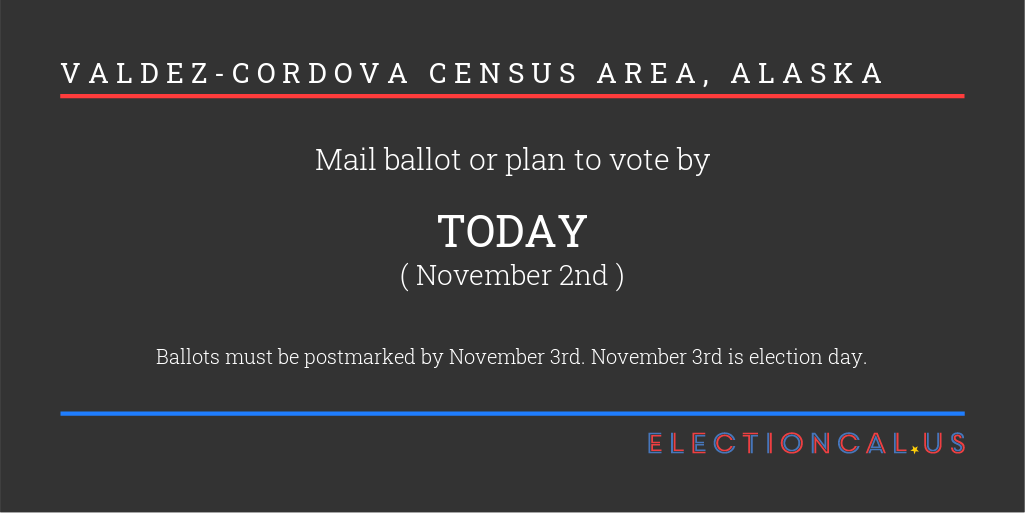 VALDEZ-CORDOVA CENSUS AREA, ALASKA
Mail ballot or plan to vote by
TODAY
( November 2nd )
Ballots must be postmarked by November 3rd. November 3rd is election day.
ELECTIONCAL.US